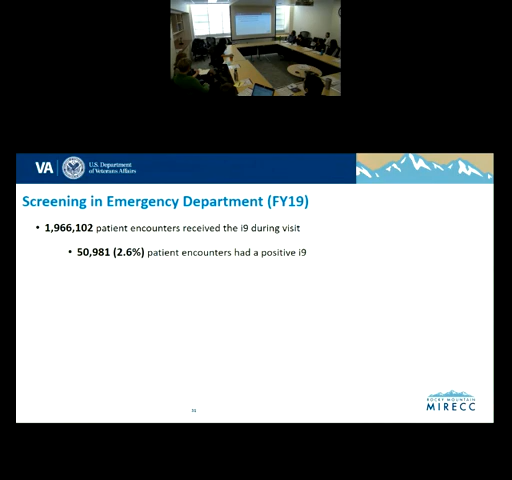 VA
U.S. Department
of Veterans Affairs
Screening in Emergency Department (FY19)
• 1,966,102 patient encounters received the i9 during visit
• 50,981 (2.6%) patient encounters had a positive i9
ROCKY MOUNTAIN
MIRECC